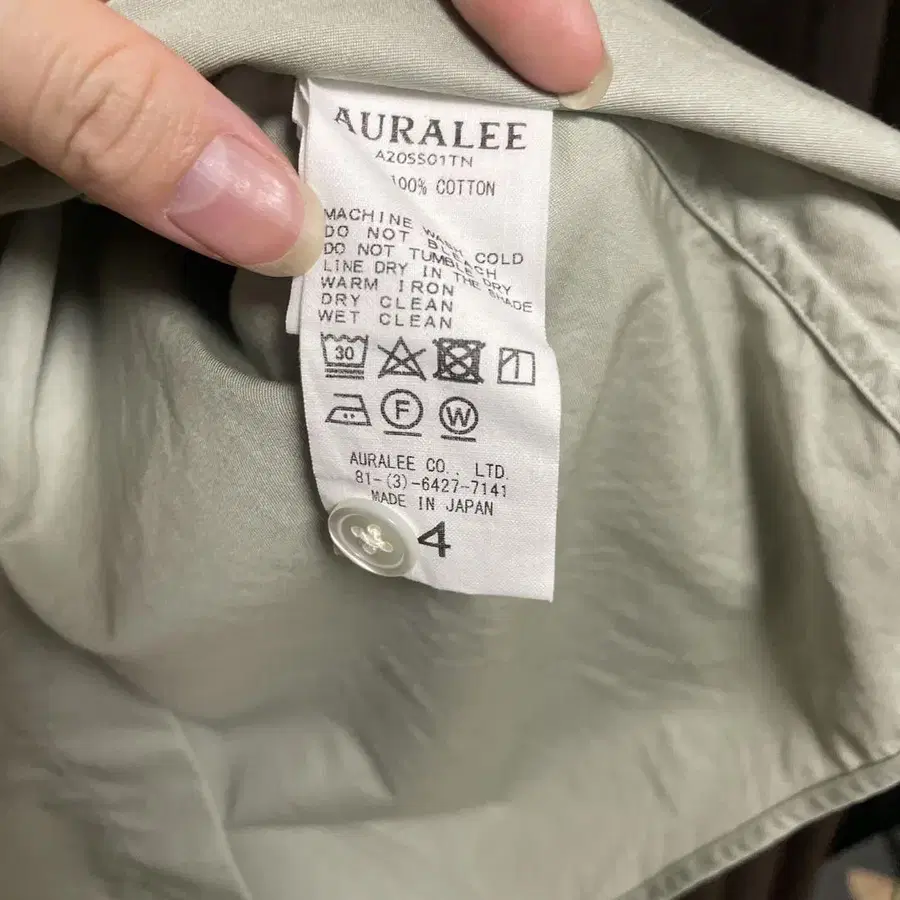 AURALEE
A20SS01TN
100% COTTON
MACHINE WASH COLD
DO NOT BLEACH
DO NOT TUMBLE DRY
LINE DRY IN THE SHADE
WARM IRON
DRY CLEAN
WET CLEAN
30
F W
AURALEE CO., LTD.
81-(3)-6427-7141
MADE IN JAPAN
4